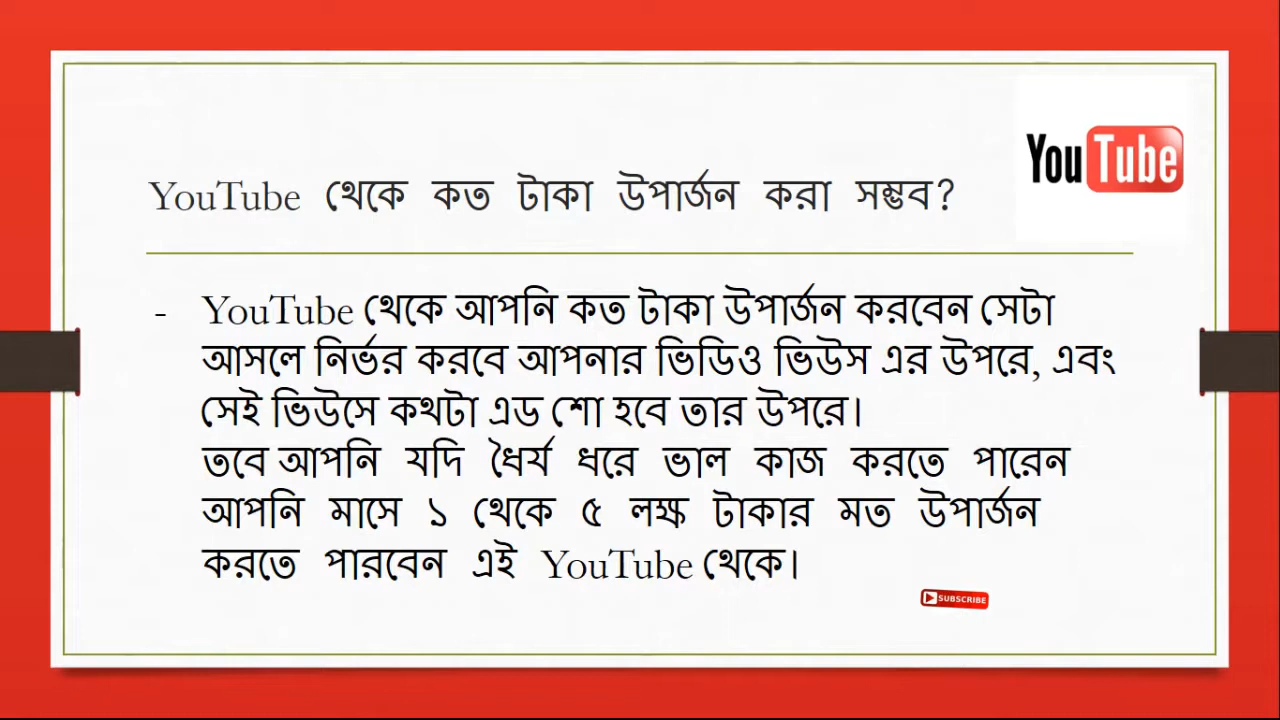 YouTube
YouTube থেকে কত টাকা উপার্জন করা সম্ভব?
- YouTube থেকে আপনি কত টাকা উপার্জন করবেন সেটা
আসলে নির্ভর করবে আপনার ভিডিও ভিউস এর উপরে, এবং
সেই ভিউসে কথটা এড শো হবে তার উপরে।
তবে আপনি যদি ধৈর্য ধরে ভাল কাজ করতে পারেন
আপনি মাসে ১ থেকে ৫ লক্ষ টাকার মত উপার্জন
করতে পারবেন এই YouTube থেকে।
SUBSCRIBE